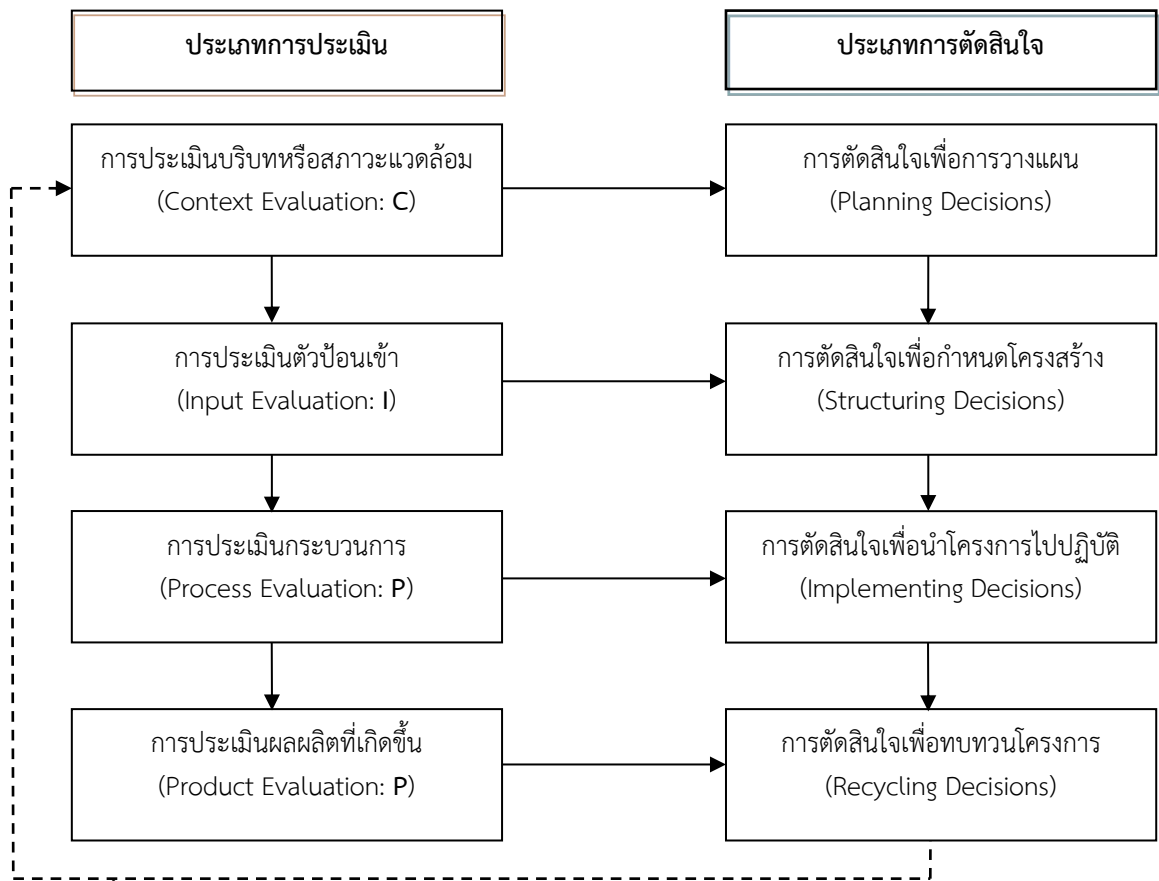 ประเภทการประเมิน
ประเภทการตัดสินใจ
การประเมินบริบทหรือสภาวะแวดล้อม
(Context Evaluation: C)
การตัดสินใจเพื่อการวางแผน
(Planning Decisions)
การประเมินตัวป้อนเข้า
(Input Evaluation: I)
การตัดสินใจเพื่อกำหนดโครงสร้าง
(Structuring Decisions)
การประเมินกระบวนการ
(Process Evaluation: P)
การตัดสินใจเพื่อนำโครงการไปปฏิบัติ
(Implementing Decisions)
การประเมินผลผลิตที่เกิดขึ้น
(Product Evaluation: P)
การตัดสินใจเพื่อทบทวนโครงการ
(Recycling Decisions)